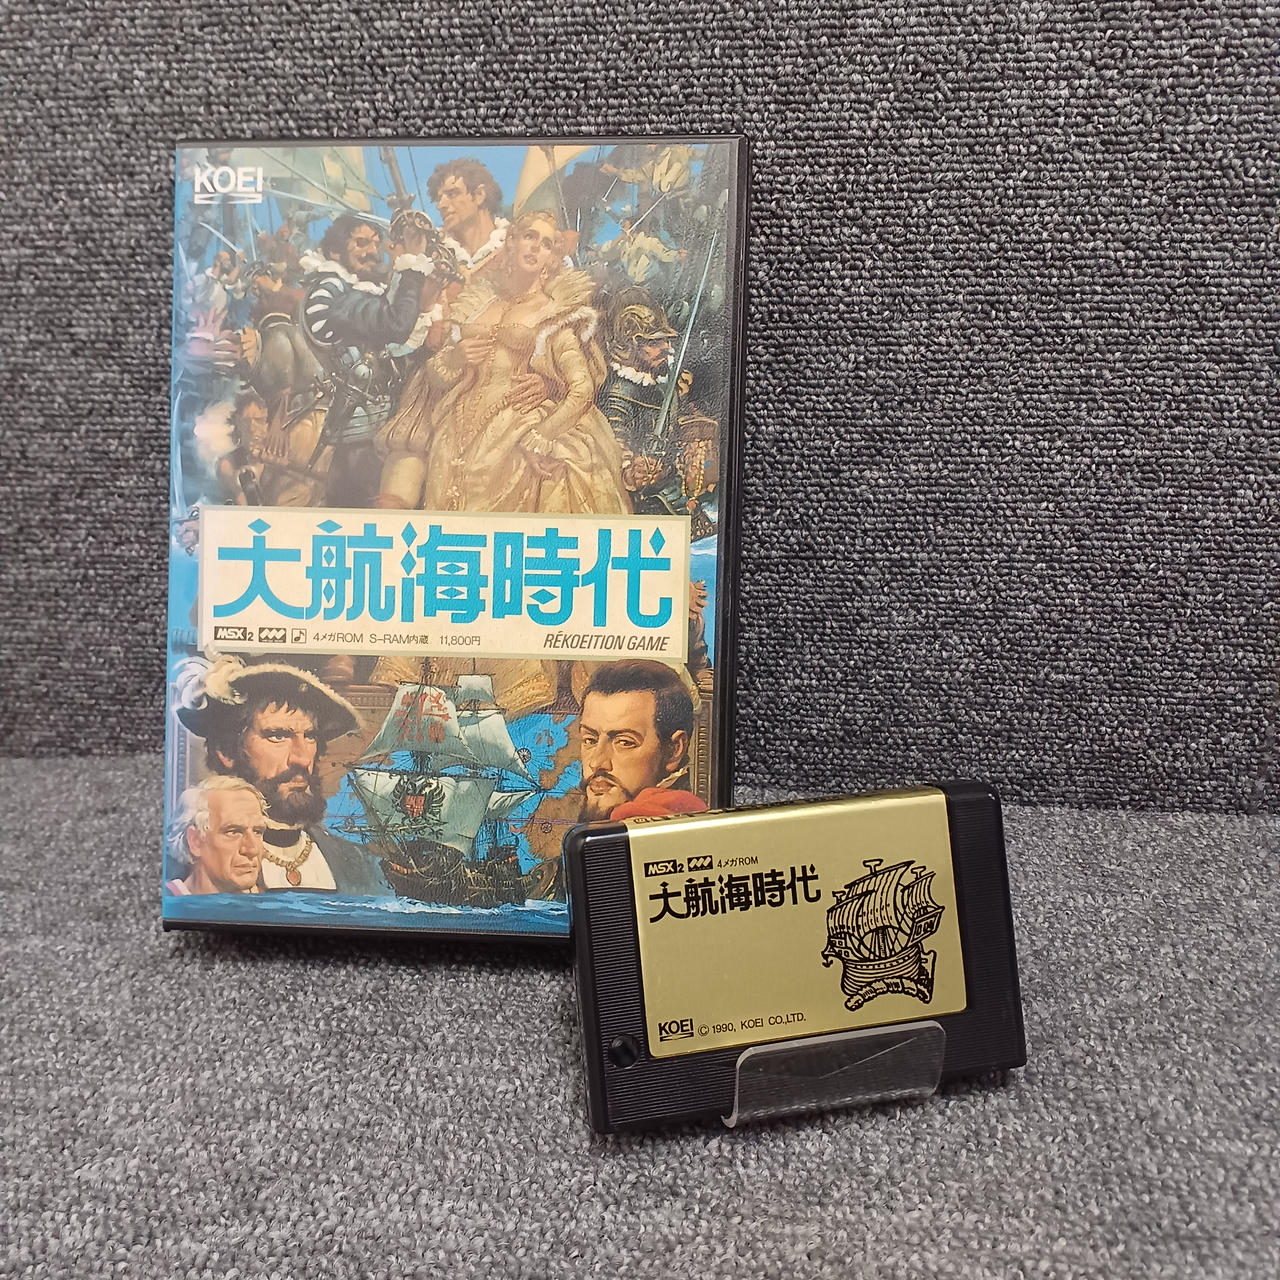 KOEI
大航海時代
MSX2 4メガROM S-RAM内蔵 11,800円
RĒKOEITION GAME
MSX2 4メガROM
大航海時代
KOEI © 1990, KOEI CO.,LTD.